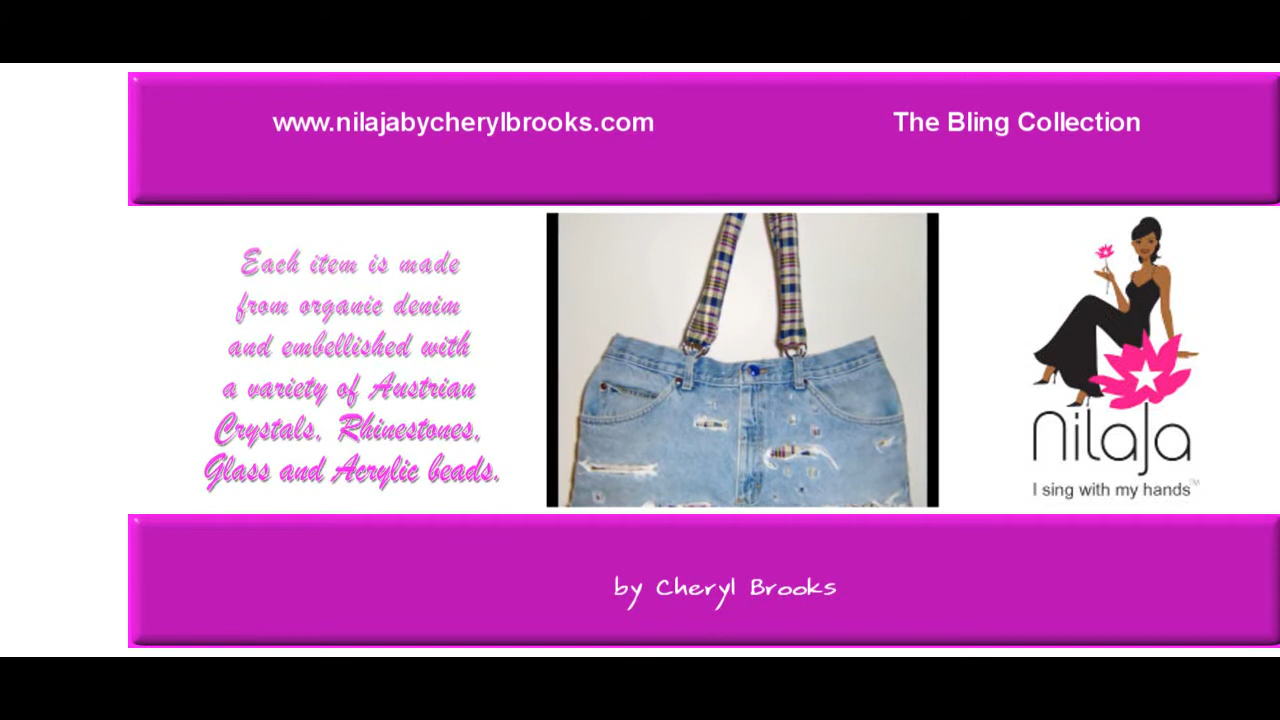 www.nilajabycherylbrooks.com
The Bling Collection
Each item is made
from organic denim
and embellished with
a variety of Austrian
Crystals, Rhinestones,
Glass and Acrylic beads.
NilaJa
I sing with my hands™
by Cheryl Brooks